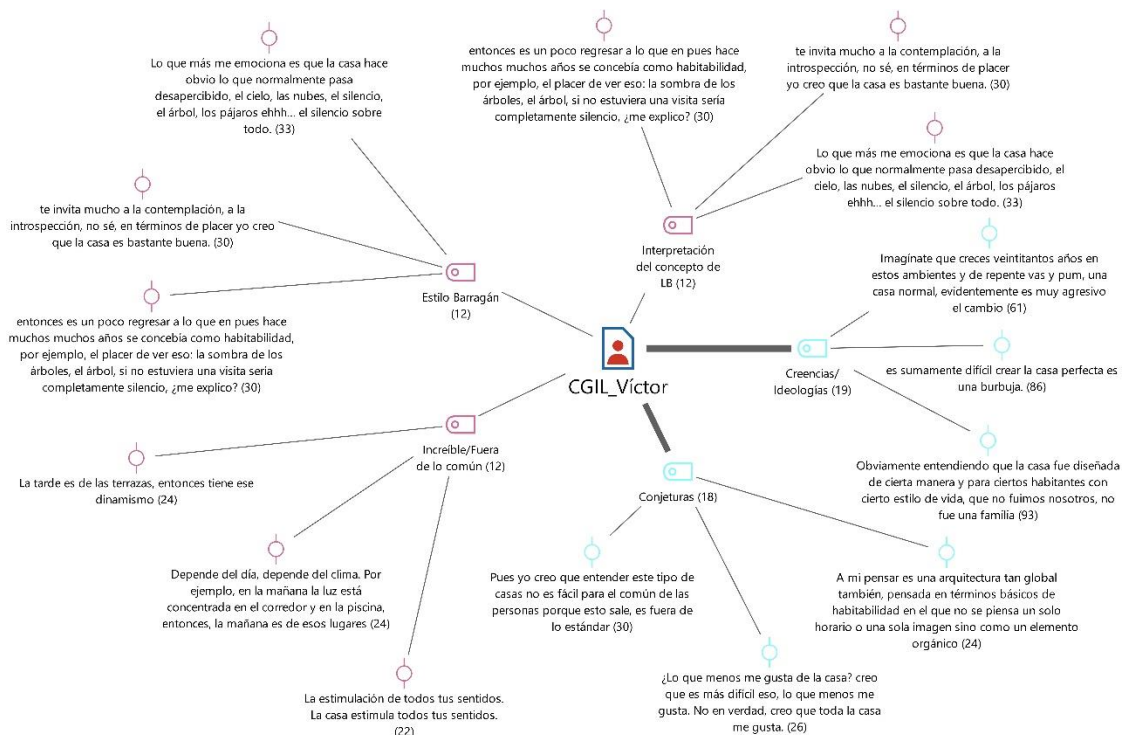 Lo que más me emociona es que la casa hace
obvio lo que normalmente pasa
desapercibido, el cielo, las nubes, el silencio,
el árbol, los pájaros ehhh... el silencio sobre
todo. (33)
entonces es un poco regresar a lo que en pues hace
muchos muchos años se concebía como habitabilidad,
por ejemplo, el placer de ver eso: la sombra de los
árboles, el árbol, si no estuviera una visita sería
completamente silencio, ¿me explico? (30)
te invita mucho a la contemplación, a la
introspección, no sé, en términos de placer
yo creo que la casa es bastante buena. (30)
Lo que más me emociona es que la casa hace
obvio lo que normalmente pasa desapercibido, el
cielo, las nubes, el silencio, el árbol, los pájaros
ehhh... el silencio sobre todo. (33)
te invita mucho a la contemplación, a la
introspección, no sé, en términos de placer yo creo
que la casa es bastante buena. (30)
Interpretación
del concepto de
LB (12)
Imagínate que creces veintitantos años en
estos ambientes y de repente vas y pum, una
casa normal, evidentemente es muy agresivo
el cambio (61)
Estilo Barragán
(12)
entonces es un poco regresar a lo que en pues hace
muchos muchos años se concebía como habitabilidad,
por ejemplo, el placer de ver eso: la sombra de los
árboles, el árbol, si no estuviera una visita sería
completamente silencio, ¿me explico? (30)
CGIL_Víctor
Creencias/
Ideologías (19)
es sumamente difícil crear la casa perfecta es
una burbuja. (86)
Increíble/Fuera
de lo común (12)
La tarde es de las terrazas, entonces tiene ese
dinamismo (24)
Conjeturas (18)
Obviamente entendiendo que la casa fue diseñada
de cierta manera y para ciertos habitantes con
cierto estilo de vida, que no fuimos nosotros, no
fue una familia (93)
Depende del día, depende del clima. Por
ejemplo, en la mañana la luz está
concentrada en el corredor y en la piscina,
entonces, la mañana es de esos lugares (24)
Pues yo creo que entender este tipo de
casas no es fácil para el común de las
personas porque esto sale, es fuera de
lo estándar (30)
A mi pensar es una arquitectura tan global
también, pensada en términos básicos de
habitabilidad en el que no se piensa un solo
horario o una sola imagen sino como un elemento
orgánico (24)
La estimulación de todos tus sentidos.
La casa estimula todos tus sentidos.
(22)
¿Lo que menos me gusta de la casa? creo
que es más difícil eso, lo que menos me
gusta. No en verdad, creo que toda la casa
me gusta. (26)